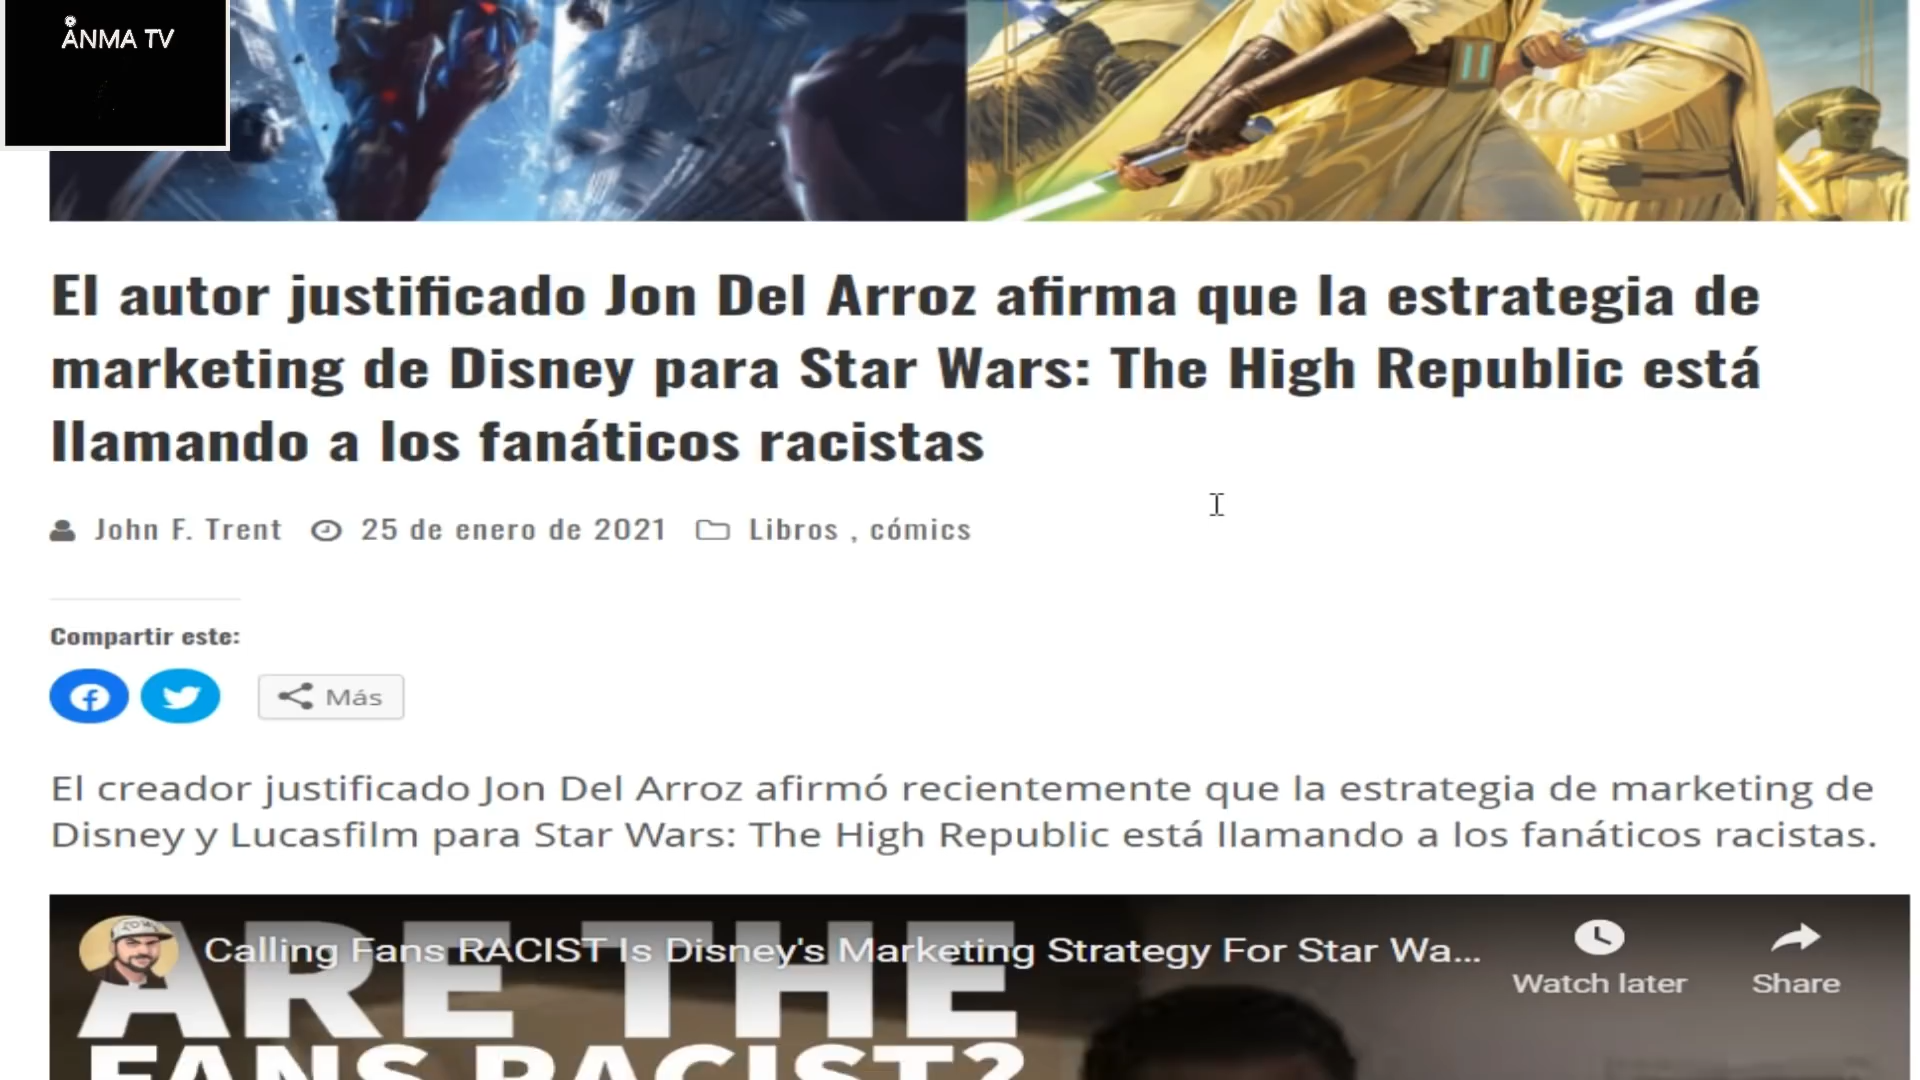 ÅNMA TV
El autor justificado Jon Del Arroz afirma que la estrategia de
marketing de Disney para Star Wars: The High Republic está
llamando a los fanáticos racistas
John F. Trent 25 de enero de 2021 Libros , cómics
Compartir este:
Más
El creador justificado Jon Del Arroz afirmó recientemente que la estrategia de marketing de
Disney y Lucasfilm para Star Wars: The High Republic está llamando a los fanáticos racistas.
Calling Fans RACIST Is Disney's Marketing Strategy For Star Wa...
Watch later
Share
ARE THE
FANS RACIST?